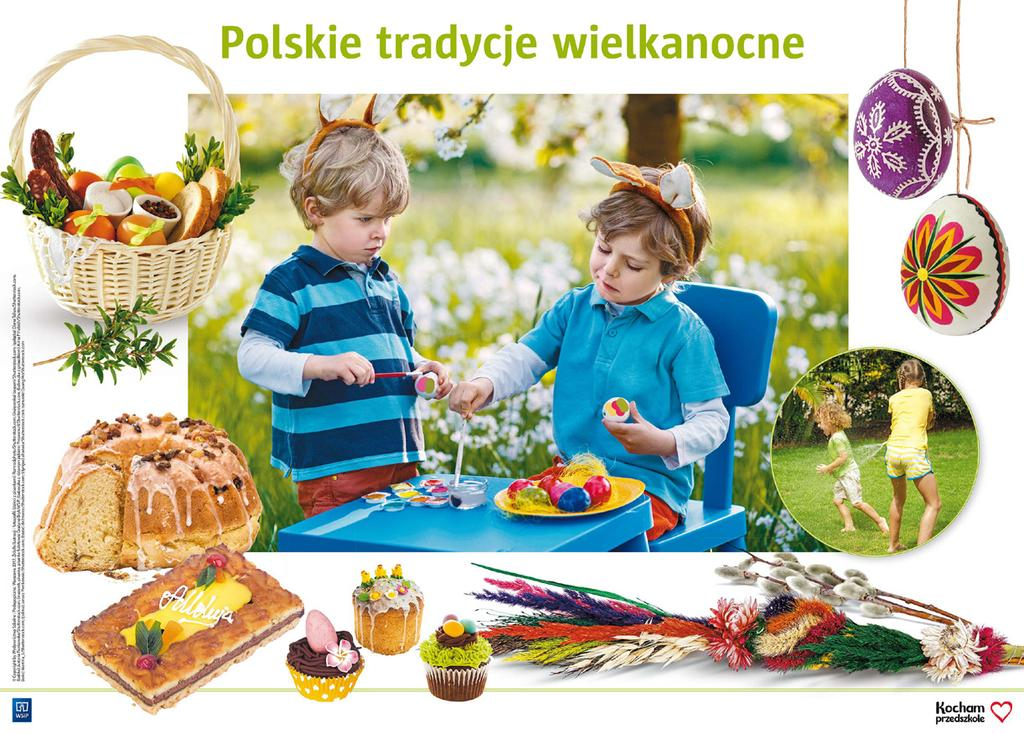 Polskie tradycje wielkanocne
Alleluja
WSiP
Kocham
przedszkole